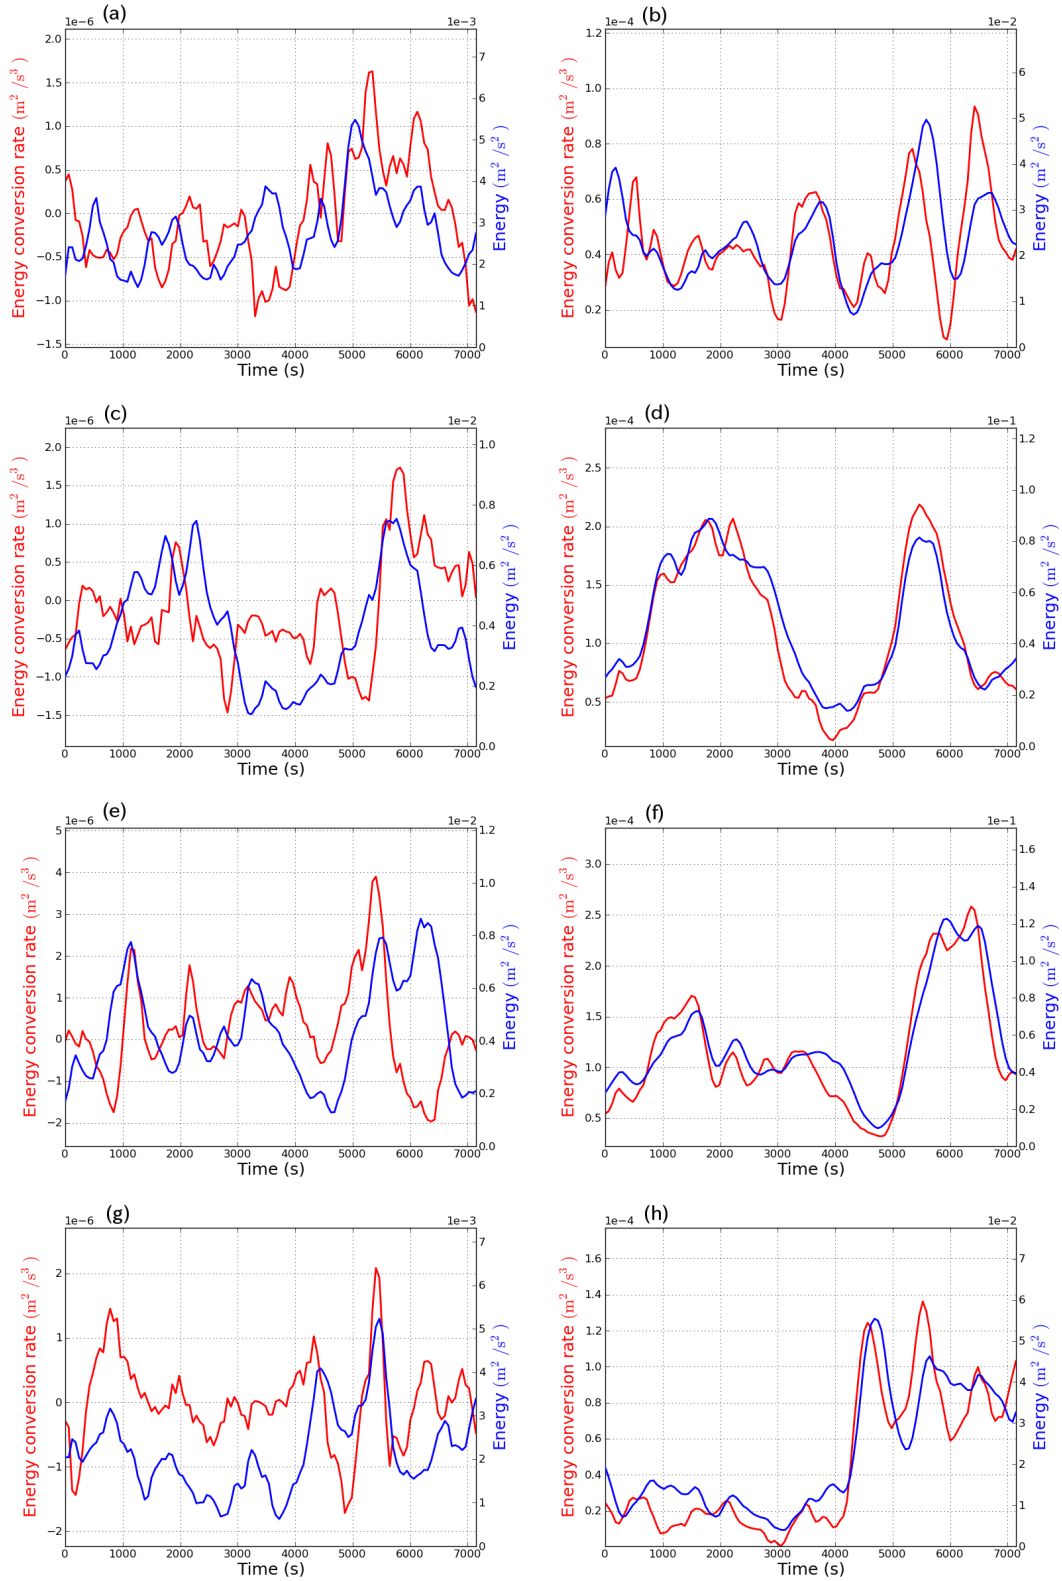 (a) (b)
1e−6 1e−3 1e−4 1e−2
2.0 1.5 1.0 0.5 0.0 −0.5 −1.0 −1.5
Energy conversion rate (m² /s³ )
7 6 5 4 3 2 1 0
Energy (m² /s² )
0 1000 2000 3000 4000 5000 6000 7000
Time (s)
1.2 1.0 0.8 0.6 0.4 0.2
Energy conversion rate (m² /s³ )
6 5 4 3 2 1 0
Energy (m² /s² )
0 1000 2000 3000 4000 5000 6000 7000
Time (s)
(c) (d)
1e−6 1e−2 1e−4 1e−1
2.0 1.5 1.0 0.5 0.0 −0.5 −1.0 −1.5
Energy conversion rate (m² /s³ )
1.0 0.8 0.6 0.4 0.2 0.0
Energy (m² /s² )
0 1000 2000 3000 4000 5000 6000 7000
Time (s)
2.5 2.0 1.5 1.0 0.5
Energy conversion rate (m² /s³ )
1.2 1.0 0.8 0.6 0.4 0.2 0.0
Energy (m² /s² )
0 1000 2000 3000 4000 5000 6000 7000
Time (s)
(e) (f)
1e−6 1e−2 1e−4 1e−1
5 4 3 2 1 0 −1 −2
Energy conversion rate (m² /s³ )
1.2 1.0 0.8 0.6 0.4 0.2 0.0
Energy (m² /s² )
0 1000 2000 3000 4000 5000 6000 7000
Time (s)
3.0 2.5 2.0 1.5 1.0 0.5
Energy conversion rate (m² /s³ )
1.6 1.4 1.2 1.0 0.8 0.6 0.4 0.2 0.0
Energy (m² /s² )
0 1000 2000 3000 4000 5000 6000 7000
Time (s)
(g) (h)
1e−6 1e−3 1e−4 1e−2
2 1 0 −1 −2
Energy conversion rate (m² /s³ )
7 6 5 4 3 2 1 0
Energy (m² /s² )
0 1000 2000 3000 4000 5000 6000 7000
Time (s)
1.6 1.4 1.2 1.0 0.8 0.6 0.4 0.2
Energy conversion rate (m² /s³ )
7 6 5 4 3 2 1 0
Energy (m² /s² )
0 1000 2000 3000 4000 5000 6000 7000
Time (s)